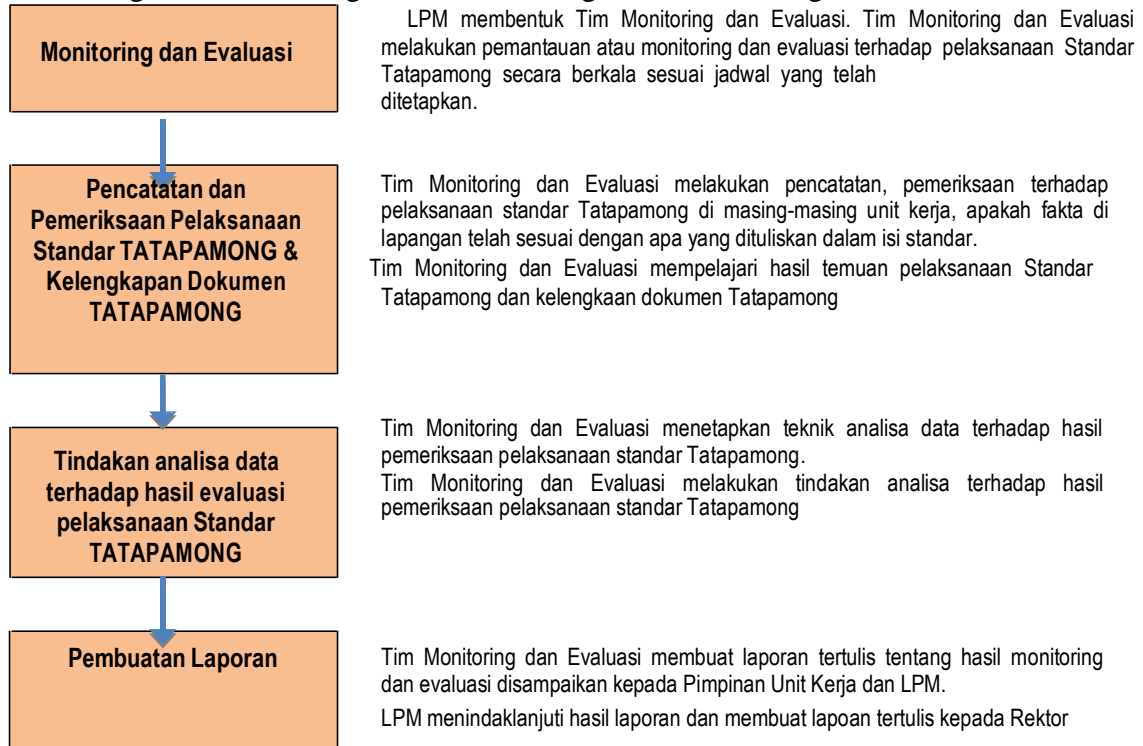 Monitoring dan Evaluasi
LPM membentuk Tim Monitoring dan Evaluasi. Tim Monitoring dan Evaluasi
melakukan pemantauan atau monitoring dan evaluasi terhadap pelaksanaan Standar
Tatapamong secara berkala sesuai jadwal yang telah
ditetapkan.
Pencatatan dan
Pemeriksaan Pelaksanaan
Standar TATAPAMONG &
Kelengkapan Dokumen
TATAPAMONG
Tim Monitoring dan Evaluasi melakukan pencatatan, pemeriksaan terhadap
pelaksanaan standar Tatapamong di masing-masing unit kerja, apakah fakta di
lapangan telah sesuai dengan apa yang dituliskan dalam isi standar.
Tim Monitoring dan Evaluasi mempelajari hasil temuan pelaksanaan Standar
Tatapamong dan kelengkaan dokumen Tatapamong
Tindakan analisa data
terhadap hasil evaluasi
pelaksanaan Standar
TATAPAMONG
Tim Monitoring dan Evaluasi menetapkan teknik analisa data terhadap hasil
pemeriksaan pelaksanaan standar Tatapamong.
Tim Monitoring dan Evaluasi melakukan tindakan analisa terhadap hasil
pemeriksaan pelaksanaan standar Tatapamong
Pembuatan Laporan
Tim Monitoring dan Evaluasi membuat laporan tertulis tentang hasil monitoring
dan evaluasi disampaikan kepada Pimpinan Unit Kerja dan LPM.
LPM menindaklanjuti hasil laporan dan membuat lapoan tertulis kepada Rektor